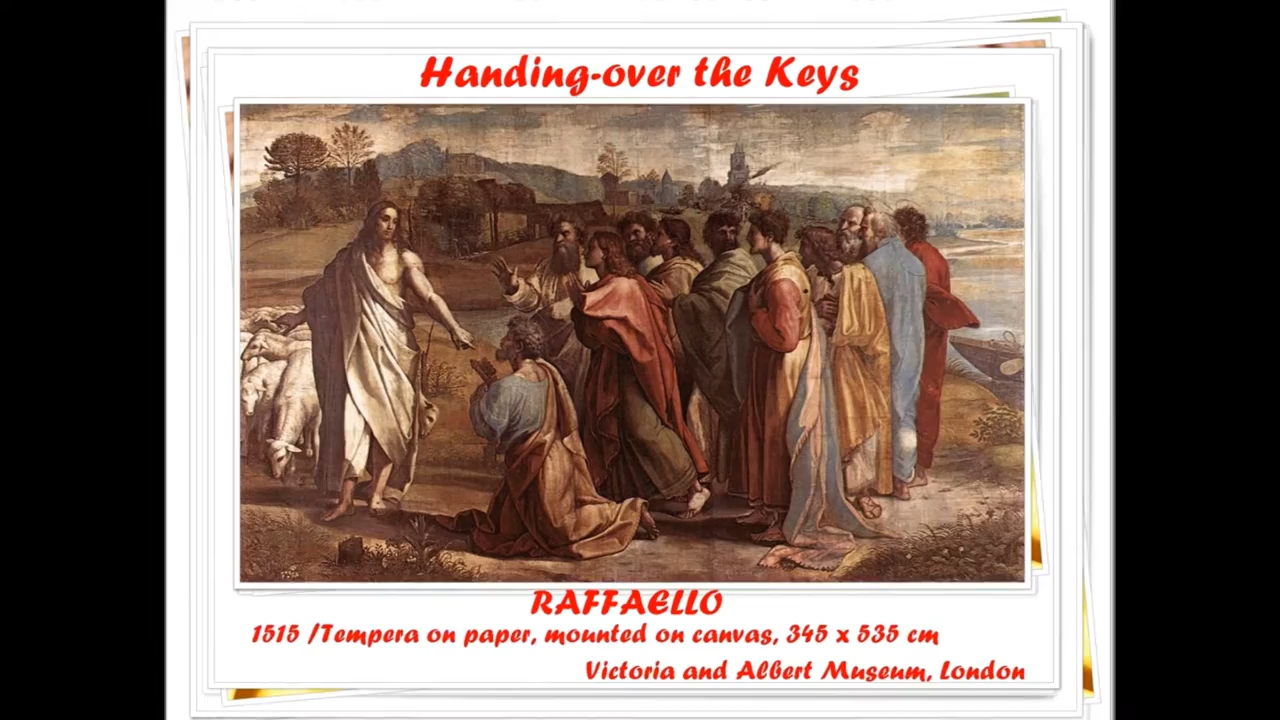 Handing-over the Keys
RAFFAELLO
1515 /Tempera on paper, mounted on canvas, 345 x 535 cm
Victoria and Albert Museum, London